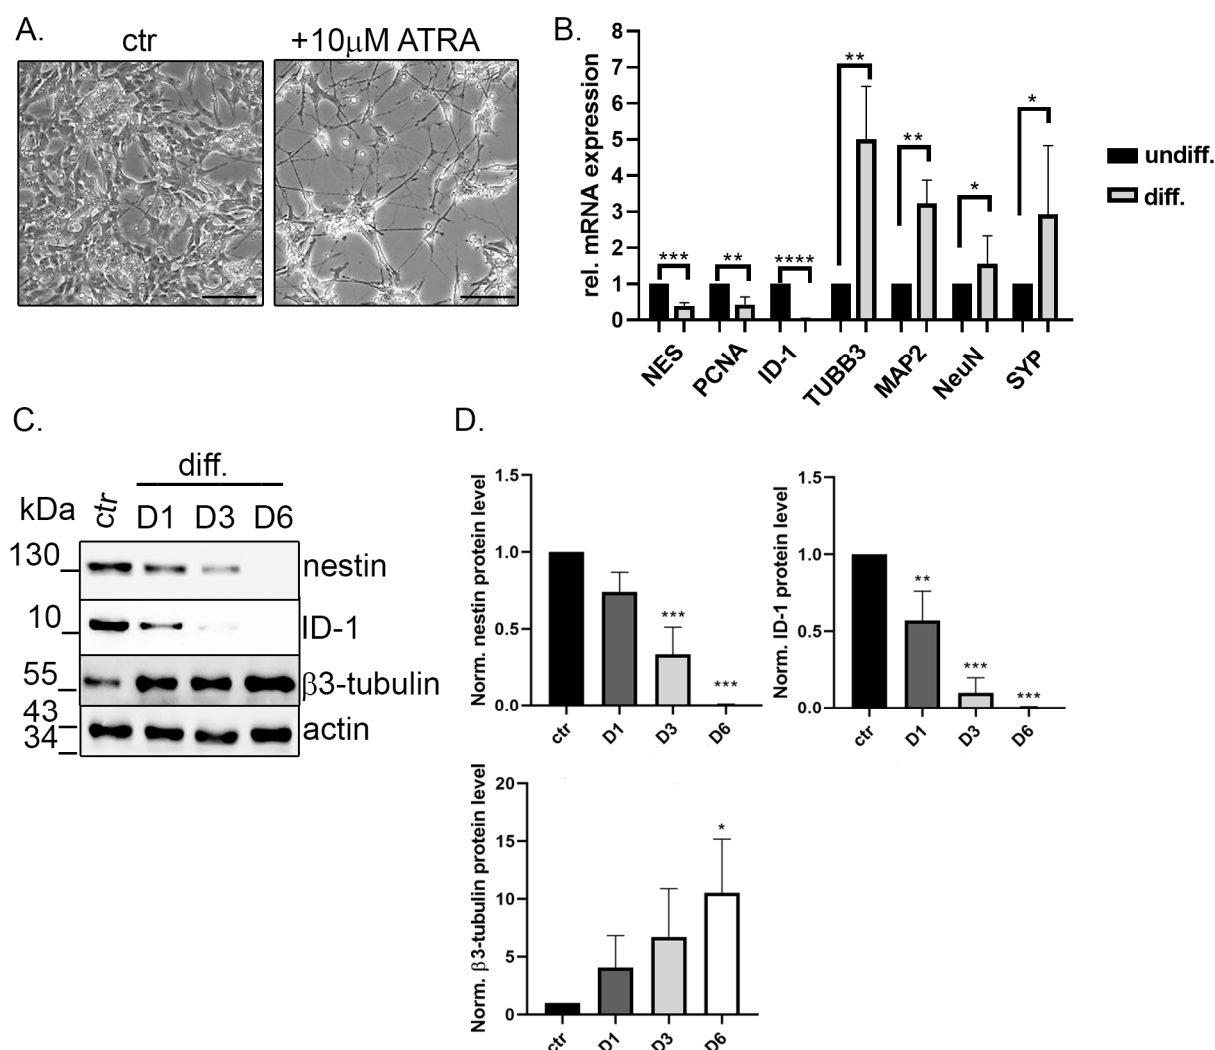 A.
ctr
+10μM ATRA
B.
rel. mRNA expression
8
7
6
5
4
3
2
1
0
***
**
****
**
**
*
*
NES
PCNA
ID-1
TUBB3
MAP2
NeuN
SYP
undiff.
diff.
C.
diff.
kDa
ctr
D1
D3
D6
130
nestin
10
ID-1
55
β3-tubulin
43
34
actin
D.
Norm. nestin protein level
1.5
1.0
0.5
0.0
***
***
ctr
D1
D3
D6
Norm. ID-1 protein level
1.5
1.0
0.5
0.0
**
***
***
ctr
D1
D3
D6
Norm. β3-tubulin protein level
20
15
10
5
0
*
ctr
D1
D3
D6